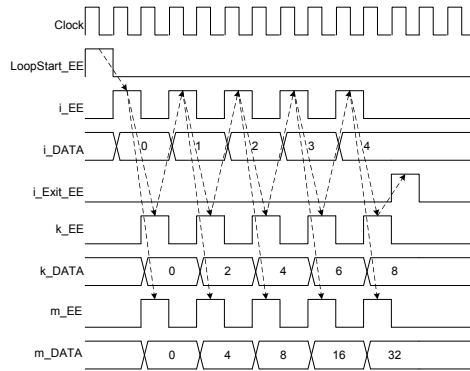 Clock
LoopStart_EE
i_EE
i_DATA 0 1 2 3 4
i_Exit_EE
k_EE
k_DATA 0 2 4 6 8
m_EE
m_DATA 0 4 8 16 32